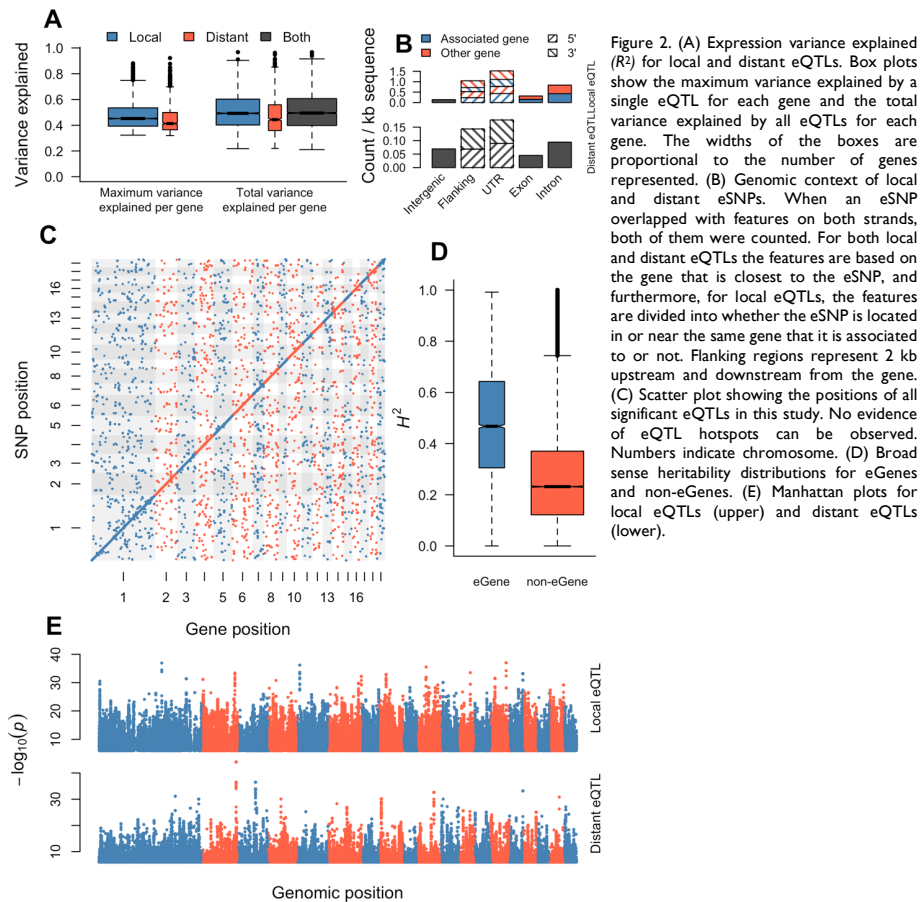 A
Local Distant Both
Variance explained
1.0
0.8
0.6
0.4
0.2
0.0
Maximum variance
explained per gene
Total variance
explained per gene
B
Associated gene
Other gene
5'
3'
Count / kb sequence
1.5
1.0
0.5
0.0
0.15
0.10
0.05
0.00
Local eQTL
Distant eQTL
Intergenic
Flanking
UTR
Exon
Intron
Figure 2. (A) Expression variance explained
(R²) for local and distant eQTLs. Box plots
show the maximum variance explained by a
single eQTL for each gene and the total
variance explained by all eQTLs for each
gene. The widths of the boxes are
proportional to the number of genes
represented. (B) Genomic context of local
and distant eSNPs. When an eSNP
overlapped with features on both strands,
both of them were counted. For both local
and distant eQTLs the features are based on
the gene that is closest to the eSNP, and
furthermore, for local eQTLs, the features
are divided into whether the eSNP is located
in or near the same gene that it is associated
to or not. Flanking regions represent 2 kb
upstream and downstream from the gene.
(C) Scatter plot showing the positions of all
significant eQTLs in this study. No evidence
of eQTL hotspots can be observed.
Numbers indicate chromosome. (D) Broad
sense heritability distributions for eGenes
and non-eGenes. (E) Manhattan plots for
local eQTLs (upper) and distant eQTLs
(lower).
C
SNP position
16
13
10
8
6
5
3
2
1
1 2 3 5 6 8 10 13 16
Gene position
D
H²
1.0
0.8
0.6
0.4
0.2
0.0
eGene non-eGene
E
−log₁₀(p)
40
30
20
10
Local eQTL
30
10
Distant eQTL
Genomic position